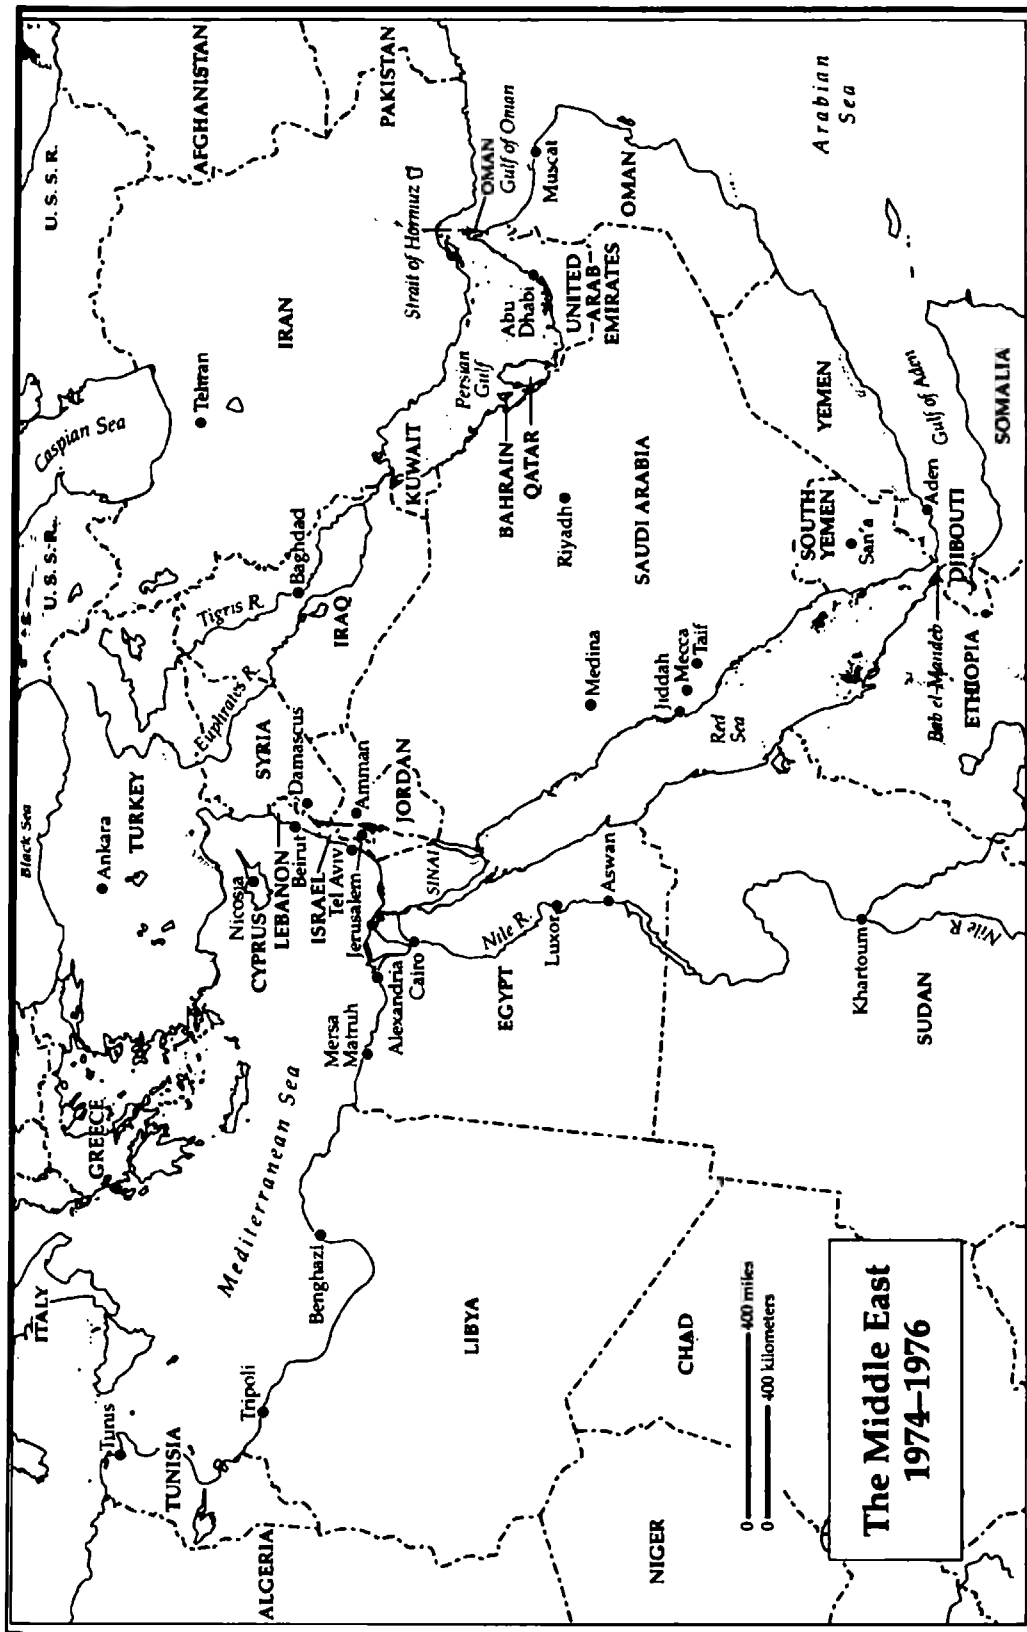 ITALY
GREECE
Black Sea
U. S. S. R.
Caspian Sea
U. S. S. R.
AFGHANISTAN
PAKISTAN
Tunis
TUNISIA
ALGERIA
Tripoli
Mediterranean Sea
Benghazi
Ankara
TURKEY
Nicosia
CYPRUS
LEBANON
Beirut
ISRAEL
Tel Aviv
Jerusalem
Damascus
SYRIA
Amman
JORDAN
Euphrates R.
Tigris R.
Baghdad
IRAQ
Tehran
IRAN
KUWAIT
Persian
Gulf
Strait of Hormuz
OMAN
Gulf of Oman
Muscat
OMAN
Abu
Dhabi
UNITED
ARAB
EMIRATES
BAHRAIN
QATAR
Riyadh
SAUDI ARABIA
Medina
Jiddah
Mecca
Taif
Red
Sea
SINAI
Mersa
Matruh
Alexandria
Cairo
EGYPT
Nile R.
Luxor
Aswan
LIBYA
CHAD
NIGER
Khartoum
Nile R
SUDAN
ETHIOPIA
Bab el-Mandeb
DJIBOUTI
SOMALIA
Aden
Gulf of Aden
San'a
SOUTH
YEMEN
YEMEN
Arabian
Sea
0 400 miles
0 400 kilometers
The Middle East
1974–1976